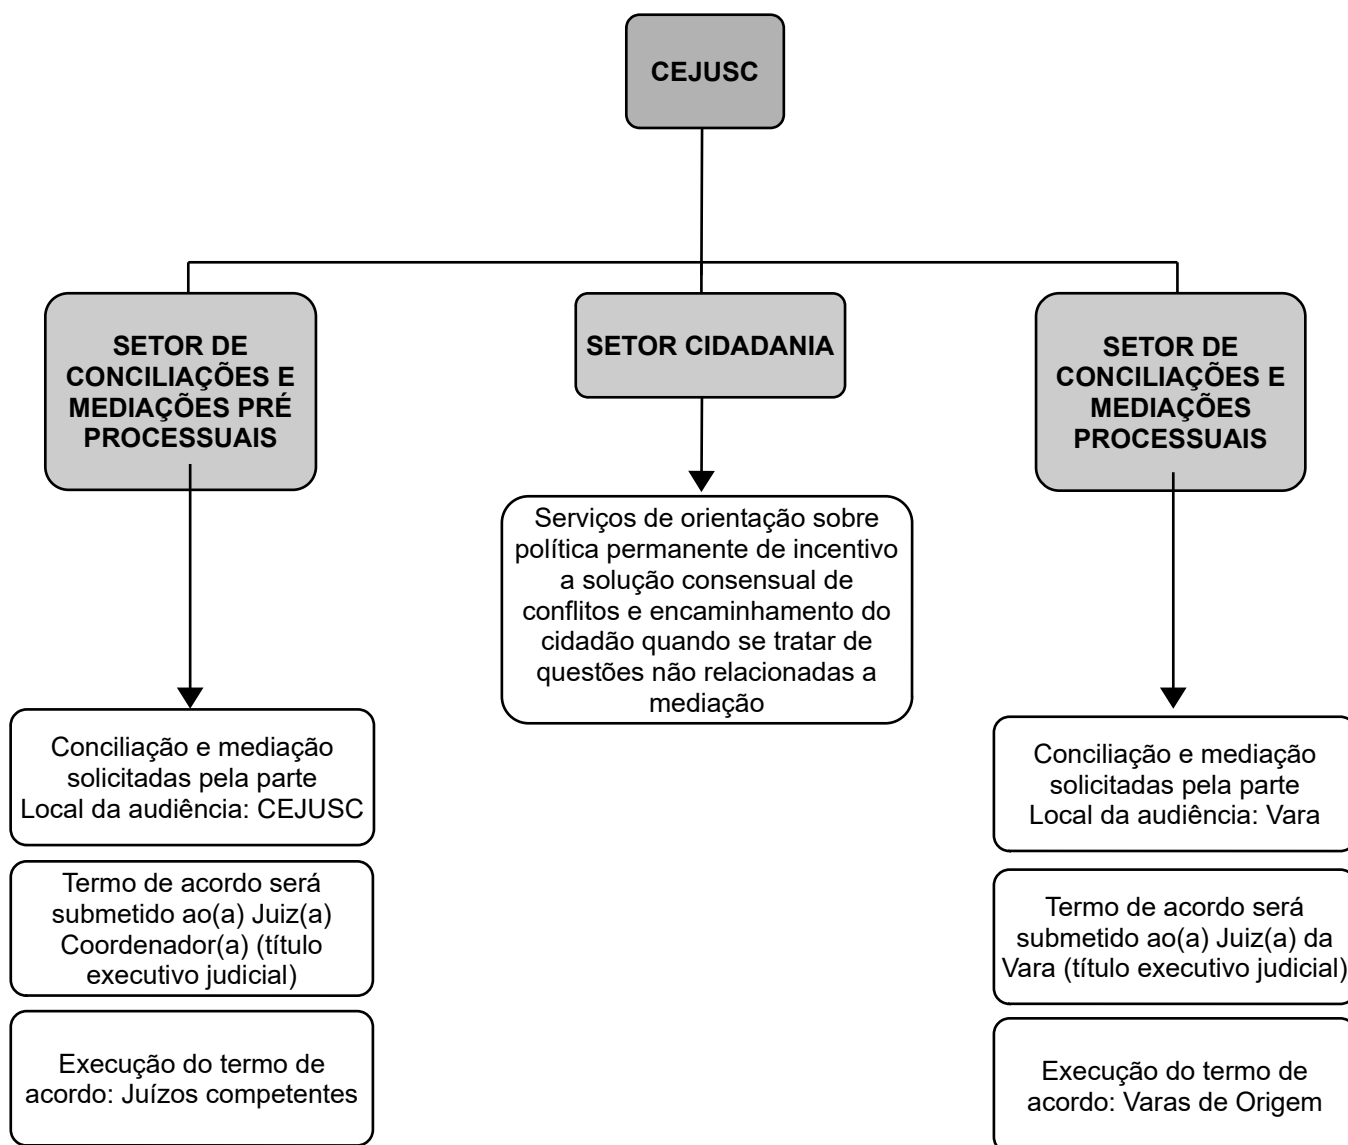 CEJUSC
SETOR DE
CONCILIAÇÕES E
MEDIAÇÕES PRÉ
PROCESSUAIS
SETOR CIDADANIA
SETOR DE
CONCILIAÇÕES E
MEDIAÇÕES
PROCESSUAIS
Serviços de orientação sobre
política permanente de incentivo
a solução consensual de
conflitos e encaminhamento do
cidadão quando se tratar de
questões não relacionadas a
mediação
Conciliação e mediação
solicitadas pela parte
Local da audiência: CEJUSC
Termo de acordo será
submetido ao(a) Juiz(a)
Coordenador(a) (título
executivo judicial)
Execução do termo de
acordo: Juízos competentes
Conciliação e mediação
solicitadas pela parte
Local da audiência: Vara
Termo de acordo será
submetido ao(a) Juiz(a) da
Vara (título executivo judicial)
Execução do termo de
acordo: Varas de Origem